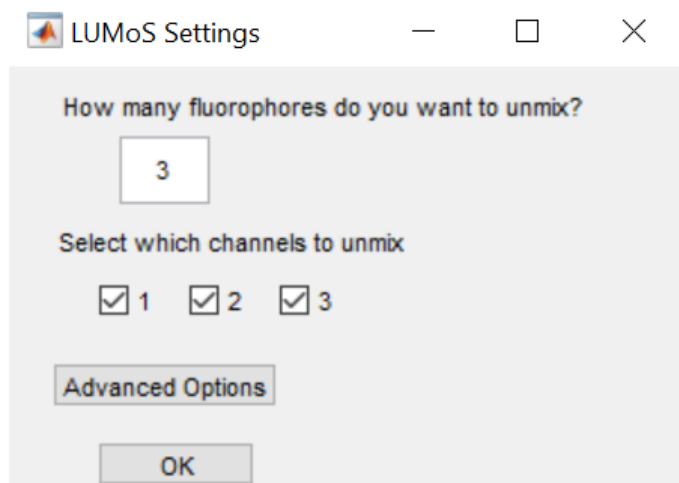 LUMoS Settings
How many fluorophores do you want to unmix?
3
Select which channels to unmix
1 2 3
Advanced Options
OK